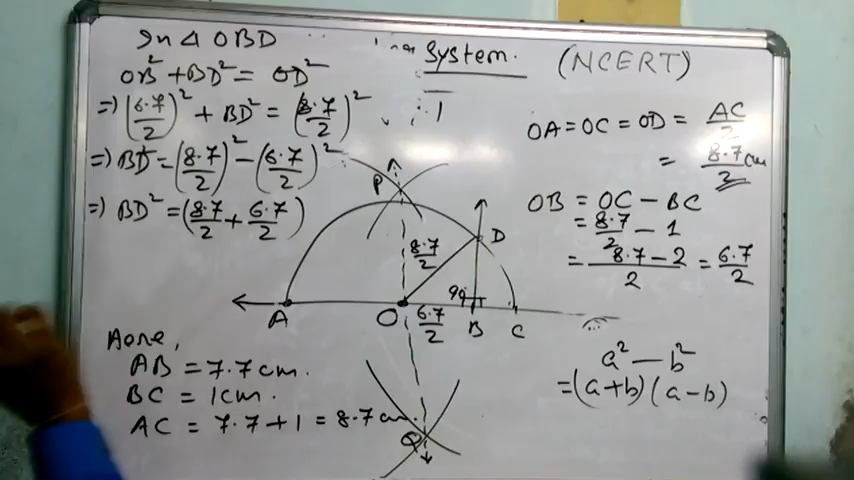 In Δ OBD
OB² + BD² = OD²
⇒ (6.7/2)² + BD² = (8.7/2)²
⇒ BD² = (8.7/2)² - (6.7/2)²
⇒ BD² = (8.7/2 + 6.7/2)
System. (NCERT)
OA = OC = OD = AC/2
= 8.7/2 cm
OB = OC - BC
= 8.7/2 - 1
= 8.7-2/2 = 6.7/2
P
D
8.7/2
90
A O 6.7/2 B C
Q
Here,
AB = 7.7 cm.
BC = 1 cm.
AC = 7.7 + 1 = 8.7 cm.
a² - b²
= (a+b) (a-b)